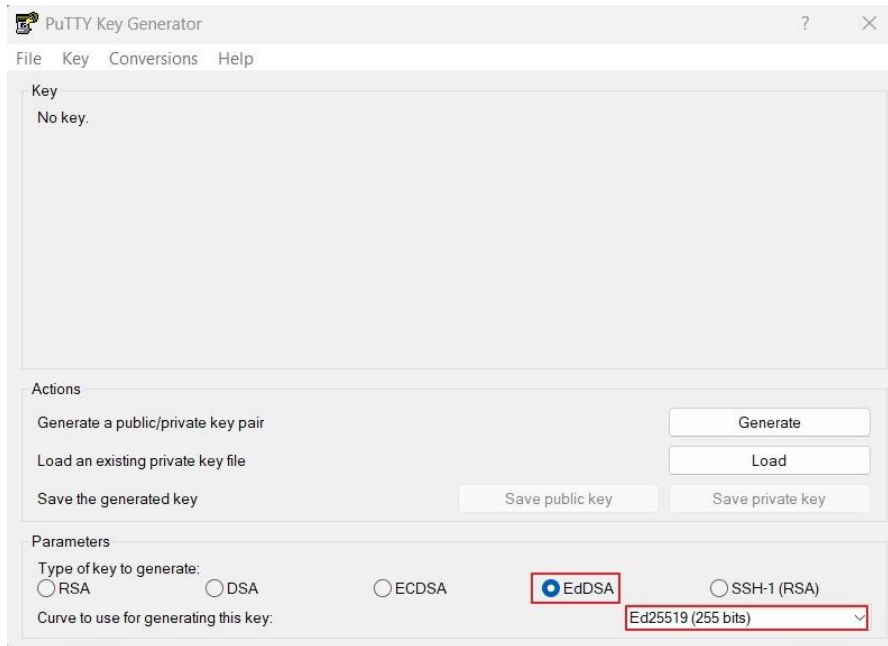 PuTTY Key Generator ? ×
File Key Conversions Help
Key
No key.
Actions
Generate a public/private key pair Generate
Load an existing private key file Load
Save the generated key Save public key Save private key
Parameters
Type of key to generate:
RSA DSA ECDSA EdDSA SSH-1 (RSA)
Curve to use for generating this key: Ed25519 (255 bits)